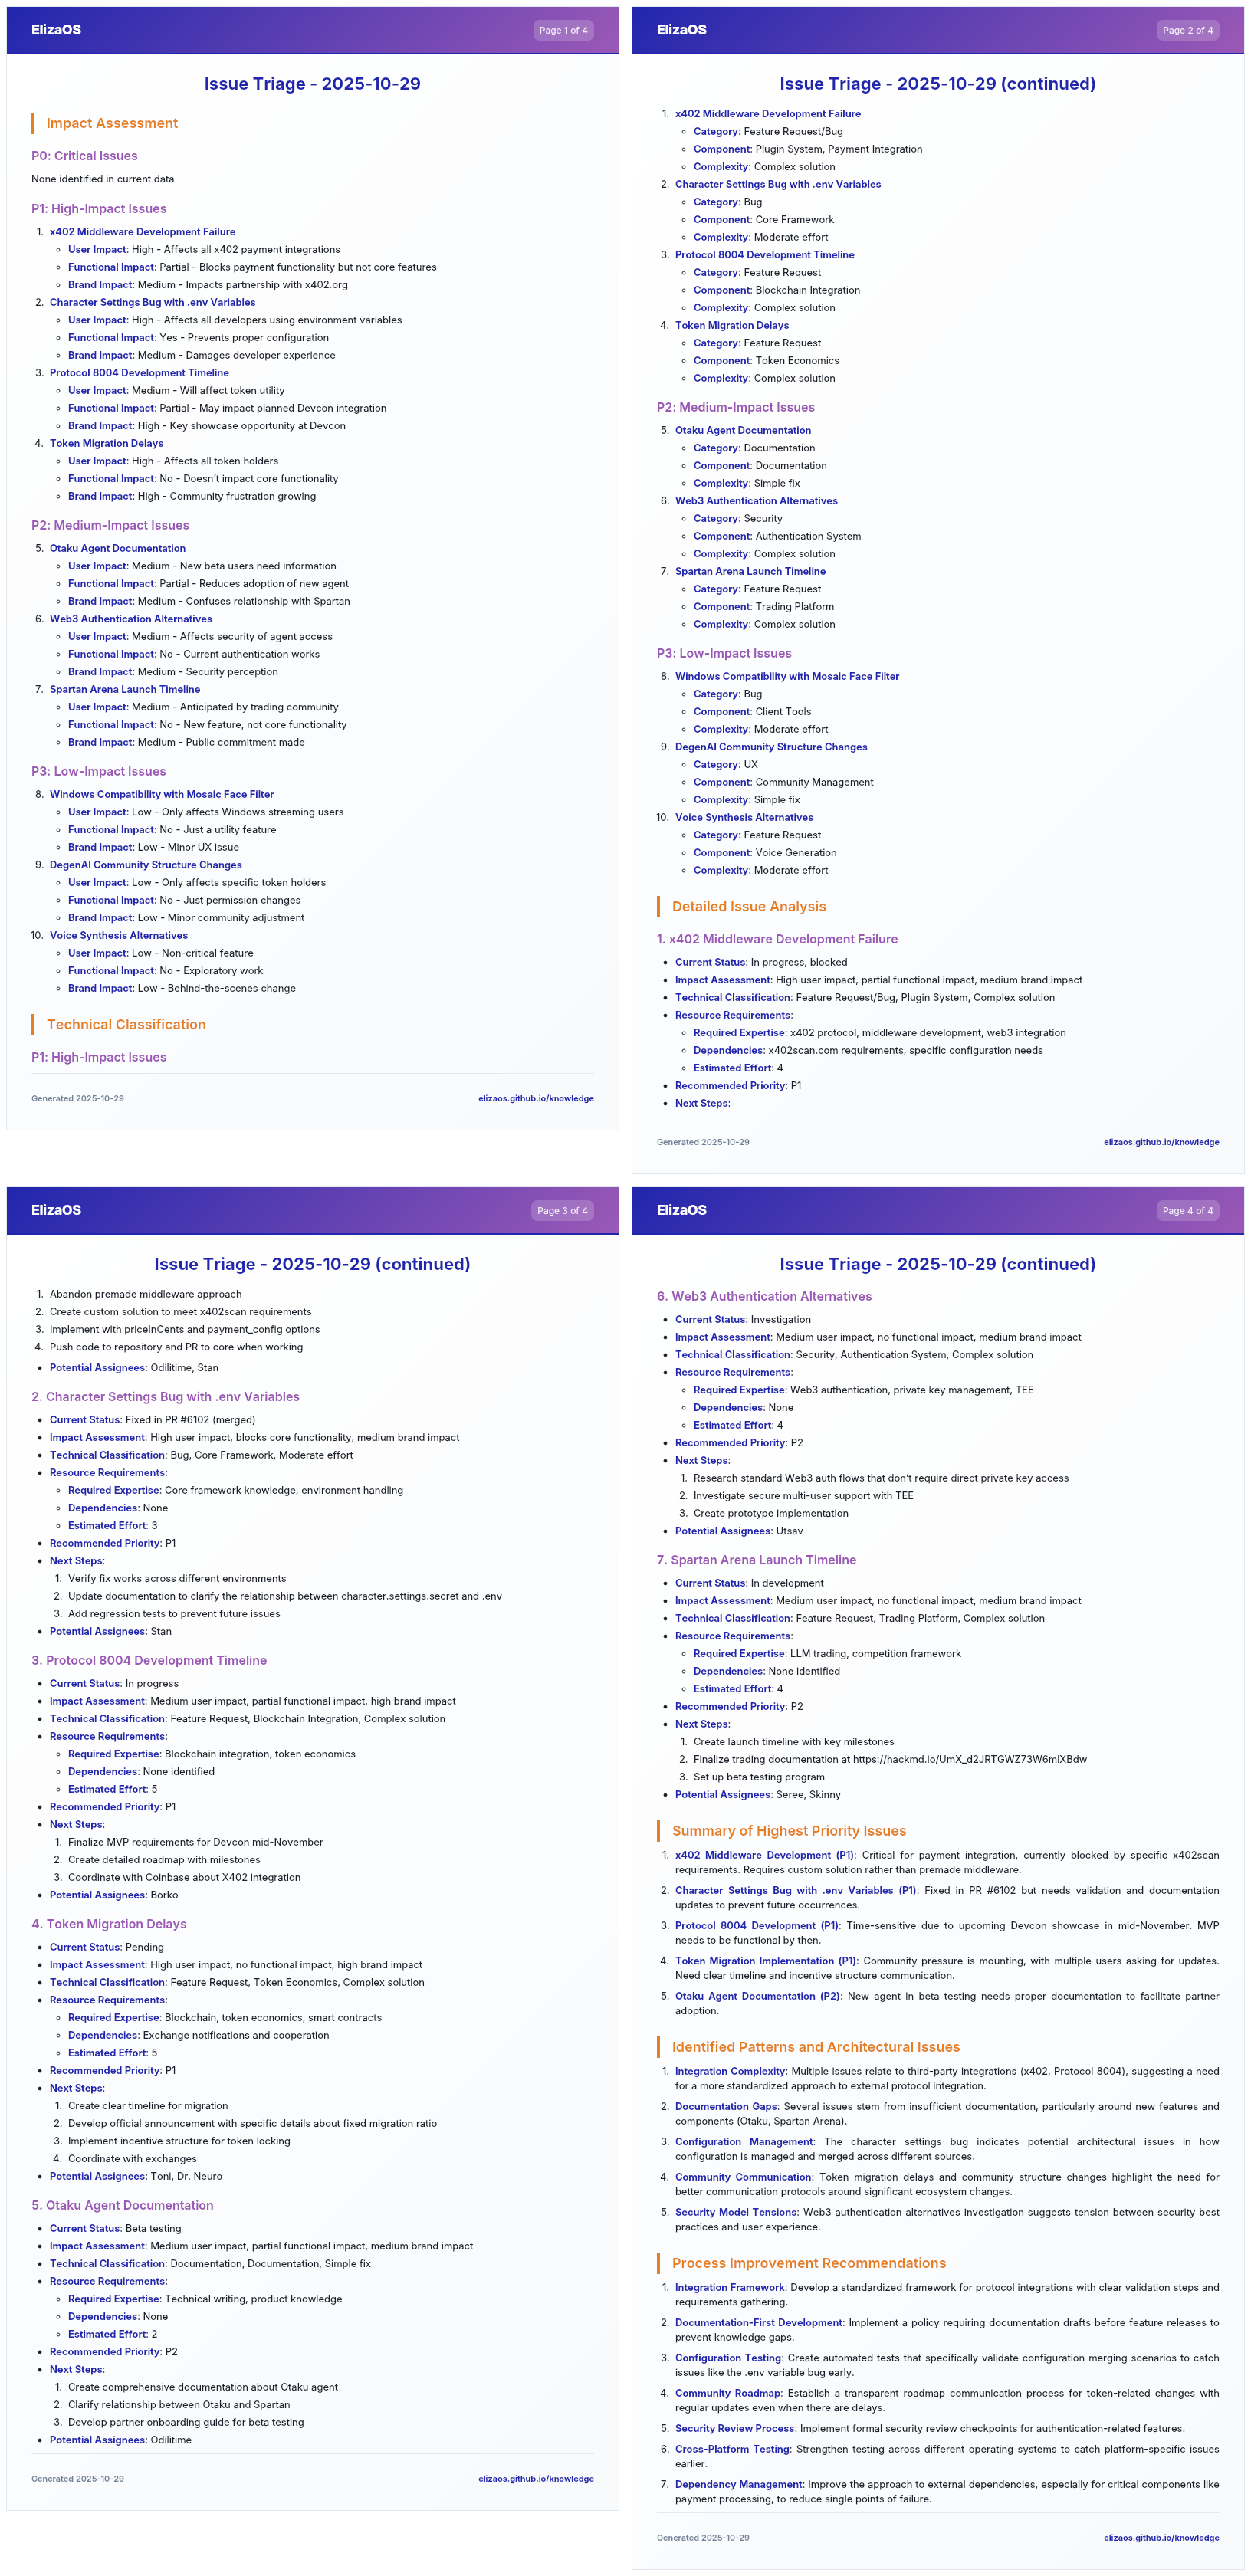 ElizaOS
Page 1 of 4
Issue Triage - 2025-10-29
Impact Assessment
P0: Critical Issues
None identified in current data
P1: High-Impact Issues
1. x402 Middleware Development Failure
◦ User Impact: High - Affects all x402 payment integrations
◦ Functional Impact: Partial - Blocks payment functionality but not core features
◦ Brand Impact: Medium - Impacts partnership with x402.org
2. Character Settings Bug with .env Variables
◦ User Impact: High - Affects all developers using environment variables
◦ Functional Impact: Yes - Prevents proper configuration
◦ Brand Impact: Medium - Damages developer experience
3. Protocol 8004 Development Timeline
◦ User Impact: Medium - Will affect token utility
◦ Functional Impact: Partial - May impact planned Devcon integration
◦ Brand Impact: High - Key showcase opportunity at Devcon
4. Token Migration Delays
◦ User Impact: High - Affects all token holders
◦ Functional Impact: No - Doesn't impact core functionality
◦ Brand Impact: High - Community frustration growing
P2: Medium-Impact Issues
5. Otaku Agent Documentation
◦ User Impact: Medium - New beta users need information
◦ Functional Impact: Partial - Reduces adoption of new agent
◦ Brand Impact: Medium - Confuses relationship with Spartan
6. Web3 Authentication Alternatives
◦ User Impact: Medium - Affects security of agent access
◦ Functional Impact: No - Current authentication works
◦ Brand Impact: Medium - Security perception
7. Spartan Arena Launch Timeline
◦ User Impact: Medium - Anticipated by trading community
◦ Functional Impact: No - New feature, not core functionality
◦ Brand Impact: Medium - Public commitment made
P3: Low-Impact Issues
8. Windows Compatibility with Mosaic Face Filter
◦ User Impact: Low - Only affects Windows streaming users
◦ Functional Impact: No - Just a utility feature
◦ Brand Impact: Low - Minor UX issue
9. DegenAI Community Structure Changes
◦ User Impact: Low - Only affects specific token holders
◦ Functional Impact: No - Just permission changes
◦ Brand Impact: Low - Minor community adjustment
10. Voice Synthesis Alternatives
◦ User Impact: Low - Non-critical feature
◦ Functional Impact: No - Exploratory work
◦ Brand Impact: Low - Behind-the-scenes change
Technical Classification
P1: High-Impact Issues
Generated 2025-10-29
elizaos.github.io/knowledge
ElizaOS
Page 2 of 4
Issue Triage - 2025-10-29 (continued)
1. x402 Middleware Development Failure
◦ Category: Feature Request/Bug
◦ Component: Plugin System, Payment Integration
◦ Complexity: Complex solution
2. Character Settings Bug with .env Variables
◦ Category: Bug
◦ Component: Core Framework
◦ Complexity: Moderate effort
3. Protocol 8004 Development Timeline
◦ Category: Feature Request
◦ Component: Blockchain Integration
◦ Complexity: Complex solution
4. Token Migration Delays
◦ Category: Feature Request
◦ Component: Token Economics
◦ Complexity: Complex solution
P2: Medium-Impact Issues
5. Otaku Agent Documentation
◦ Category: Documentation
◦ Component: Documentation
◦ Complexity: Simple fix
6. Web3 Authentication Alternatives
◦ Category: Security
◦ Component: Authentication System
◦ Complexity: Complex solution
7. Spartan Arena Launch Timeline
◦ Category: Feature Request
◦ Component: Trading Platform
◦ Complexity: Complex solution
P3: Low-Impact Issues
8. Windows Compatibility with Mosaic Face Filter
◦ Category: Bug
◦ Component: Client Tools
◦ Complexity: Moderate effort
9. DegenAI Community Structure Changes
◦ Category: UX
◦ Component: Community Management
◦ Complexity: Simple fix
10. Voice Synthesis Alternatives
◦ Category: Feature Request
◦ Component: Voice Generation
◦ Complexity: Moderate effort
Detailed Issue Analysis
1. x402 Middleware Development Failure
• Current Status: In progress, blocked
• Impact Assessment: High user impact, partial functional impact, medium brand impact
• Technical Classification: Feature Request/Bug, Plugin System, Complex solution
• Resource Requirements:
◦ Required Expertise: x402 protocol, middleware development, web3 integration
◦ Dependencies: x402scan.com requirements, specific configuration needs
◦ Estimated Effort: 4
• Recommended Priority: P1
• Next Steps:
Generated 2025-10-29
elizaos.github.io/knowledge
ElizaOS
Page 3 of 4
Issue Triage - 2025-10-29 (continued)
1. Abandon premade middleware approach
2. Create custom solution to meet x402scan requirements
3. Implement with priceInCents and payment_config options
4. Push code to repository and PR to core when working
• Potential Assignees: Odilitime, Stan
2. Character Settings Bug with .env Variables
• Current Status: Fixed in PR #6102 (merged)
• Impact Assessment: High user impact, blocks core functionality, medium brand impact
• Technical Classification: Bug, Core Framework, Moderate effort
• Resource Requirements:
◦ Required Expertise: Core framework knowledge, environment handling
◦ Dependencies: None
◦ Estimated Effort: 3
• Recommended Priority: P1
• Next Steps:
1. Verify fix works across different environments
2. Update documentation to clarify the relationship between character.settings.secret and .env
3. Add regression tests to prevent future issues
• Potential Assignees: Stan
3. Protocol 8004 Development Timeline
• Current Status: In progress
• Impact Assessment: Medium user impact, partial functional impact, high brand impact
• Technical Classification: Feature Request, Blockchain Integration, Complex solution
• Resource Requirements:
◦ Required Expertise: Blockchain integration, token economics
◦ Dependencies: None identified
◦ Estimated Effort: 5
• Recommended Priority: P1
• Next Steps:
1. Finalize MVP requirements for Devcon mid-November
2. Create detailed roadmap with milestones
3. Coordinate with Coinbase about X402 integration
• Potential Assignees: Borko
4. Token Migration Delays
• Current Status: Pending
• Impact Assessment: High user impact, no functional impact, high brand impact
• Technical Classification: Feature Request, Token Economics, Complex solution
• Resource Requirements:
◦ Required Expertise: Blockchain, token economics, smart contracts
◦ Dependencies: Exchange notifications and cooperation
◦ Estimated Effort: 5
• Recommended Priority: P1
• Next Steps:
1. Create clear timeline for migration
2. Develop official announcement with specific details about fixed migration ratio
3. Implement incentive structure for token locking
4. Coordinate with exchanges
• Potential Assignees: Toni, Dr. Neuro
5. Otaku Agent Documentation
• Current Status: Beta testing
• Impact Assessment: Medium user impact, partial functional impact, medium brand impact
• Technical Classification: Documentation, Documentation, Simple fix
• Resource Requirements:
◦ Required Expertise: Technical writing, product knowledge
◦ Dependencies: None
◦ Estimated Effort: 2
• Recommended Priority: P2
• Next Steps:
1. Create comprehensive documentation about Otaku agent
2. Clarify relationship between Otaku and Spartan
3. Develop partner onboarding guide for beta testing
• Potential Assignees: Odilitime
Generated 2025-10-29
elizaos.github.io/knowledge
ElizaOS
Page 4 of 4
Issue Triage - 2025-10-29 (continued)
6. Web3 Authentication Alternatives
• Current Status: Investigation
• Impact Assessment: Medium user impact, no functional impact, medium brand impact
• Technical Classification: Security, Authentication System, Complex solution
• Resource Requirements:
◦ Required Expertise: Web3 authentication, private key management, TEE
◦ Dependencies: None
◦ Estimated Effort: 4
• Recommended Priority: P2
• Next Steps:
1. Research standard Web3 auth flows that don't require direct private key access
2. Investigate secure multi-user support with TEE
3. Create prototype implementation
• Potential Assignees: Utsav
7. Spartan Arena Launch Timeline
• Current Status: In development
• Impact Assessment: Medium user impact, no functional impact, medium brand impact
• Technical Classification: Feature Request, Trading Platform, Complex solution
• Resource Requirements:
◦ Required Expertise: LLM trading, competition framework
◦ Dependencies: None identified
◦ Estimated Effort: 4
• Recommended Priority: P2
• Next Steps:
1. Create launch timeline with key milestones
2. Finalize trading documentation at https://hackmd.io/UmX_d2JRTGWZ73W6mlXBdw
3. Set up beta testing program
• Potential Assignees: Seree, Skinny
Summary of Highest Priority Issues
1. x402 Middleware Development (P1): Critical for payment integration, currently blocked by specific x402scan
requirements. Requires custom solution rather than premade middleware.
2. Character Settings Bug with .env Variables (P1): Fixed in PR #6102 but needs validation and documentation
updates to prevent future occurrences.
3. Protocol 8004 Development (P1): Time-sensitive due to upcoming Devcon showcase in mid-November. MVP
needs to be functional by then.
4. Token Migration Implementation (P1): Community pressure is mounting, with multiple users asking for updates.
Need clear timeline and incentive structure communication.
5. Otaku Agent Documentation (P2): New agent in beta testing needs proper documentation to facilitate partner
adoption.
Identified Patterns and Architectural Issues
1. Integration Complexity: Multiple issues relate to third-party integrations (x402, Protocol 8004), suggesting a need
for a more standardized approach to external protocol integration.
2. Documentation Gaps: Several issues stem from insufficient documentation, particularly around new features and
components (Otaku, Spartan Arena).
3. Configuration Management: The character settings bug indicates potential architectural issues in how
configuration is managed and merged across different sources.
4. Community Communication: Token migration delays and community structure changes highlight the need for
better communication protocols around significant ecosystem changes.
5. Security Model Tensions: Web3 authentication alternatives investigation suggests tension between security best
practices and user experience.
Process Improvement Recommendations
1. Integration Framework: Develop a standardized framework for protocol integrations with clear validation steps and
requirements gathering.
2. Documentation-First Development: Implement a policy requiring documentation drafts before feature releases to
prevent knowledge gaps.
3. Configuration Testing: Create automated tests that specifically validate configuration merging scenarios to catch
issues like the .env variable bug early.
4. Community Roadmap: Establish a transparent roadmap communication process for token-related changes with
regular updates even when there are delays.
5. Security Review Process: Implement formal security review checkpoints for authentication-related features.
6. Cross-Platform Testing: Strengthen testing across different operating systems to catch platform-specific issues
earlier.
7. Dependency Management: Improve the approach to external dependencies, especially for critical components like
payment processing, to reduce single points of failure.
Generated 2025-10-29
elizaos.github.io/knowledge